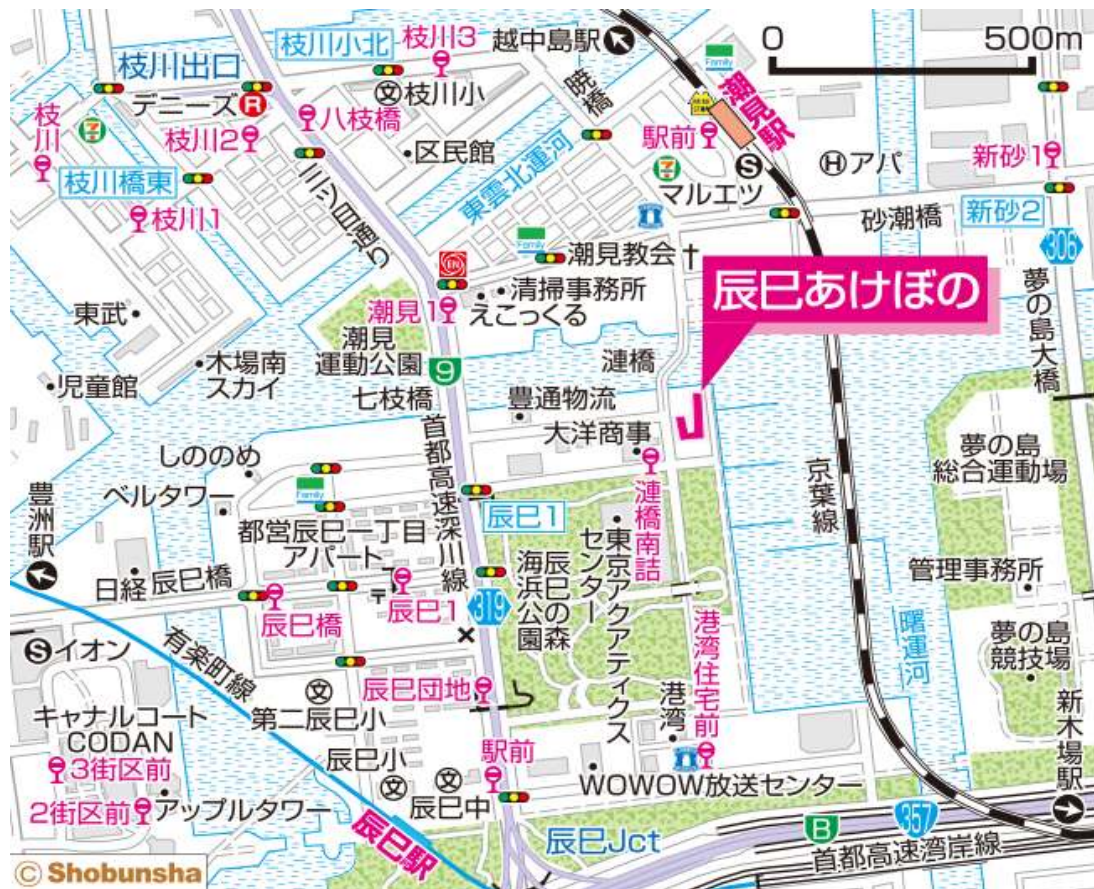 枝川小北
枝川3
越中島駅
Family
0 500m
枝川出口
デニーズ
R
文
枝川小
暁橋
潮見駅
枝川
7
枝川2
八枝橋
区民館
駅前
H
アパ
新砂1
枝川橋東
枝川1
三ツ目通り
東雲北運河
7
マルエツ
S
砂潮橋
新砂2
306
Family
潮見教会
EN
清掃事務所
えこっくる
潮見1
辰巳あけぼの
夢の島大橋
東武
潮見
運動公園
9
漣橋
木場南
スカイ
児童館
七枝橋
豊通物流
大洋商事
首都高速深川線
しののめ
ベルタワー
Family
漣橋南詰
京葉線
夢の島
総合運動場
豊洲駅
都営辰巳一丁目
アパート
辰巳1
東京アクアティクス
センター
日経
辰巳橋
辰巳橋
〒
辰巳1
319
辰巳の森
海浜公園
管理事務所
曙運河
港湾住宅前
夢の島
競技場
S
イオン
有楽町線
文
第二辰巳小
辰巳団地
港湾
キャナルコート
CODAN
3街区前
2街区前
アップルタワー
辰巳小
文
文
辰巳中
駅前
WOWOW放送センター
新木場駅
辰巳駅
辰巳Jct
B
357
首都高速湾岸線
© Shobunsha